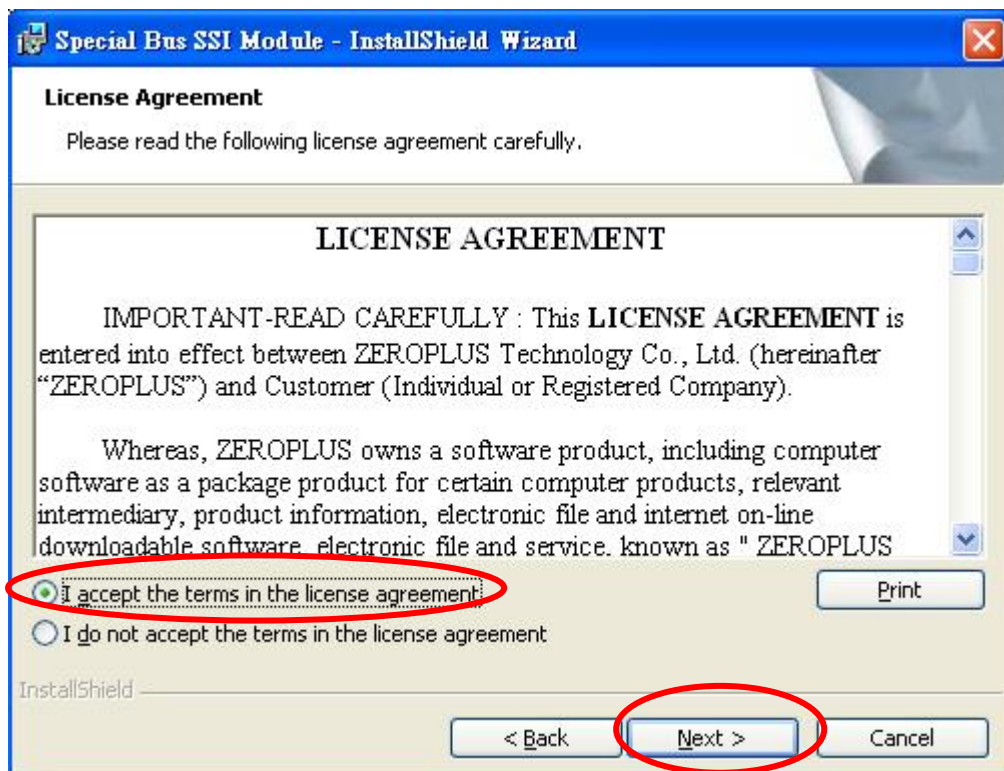 Special Bus SSI Module - InstallShield Wizard
License Agreement
Please read the following license agreement carefully.
LICENSE AGREEMENT
IMPORTANT-READ CAREFULLY : This LICENSE AGREEMENT is
entered into effect between ZEROPLUS Technology Co., Ltd. (hereinafter
“ZEROPLUS”) and Customer (Individual or Registered Company).
Whereas, ZEROPLUS owns a software product, including computer
software as a package product for certain computer products, relevant
intermediary, product information, electronic file and internet on-line
downloadable software, electronic file and service, known as " ZEROPLUS
I accept the terms in the license agreement
Print
I do not accept the terms in the license agreement
InstallShield
< Back
Next >
Cancel